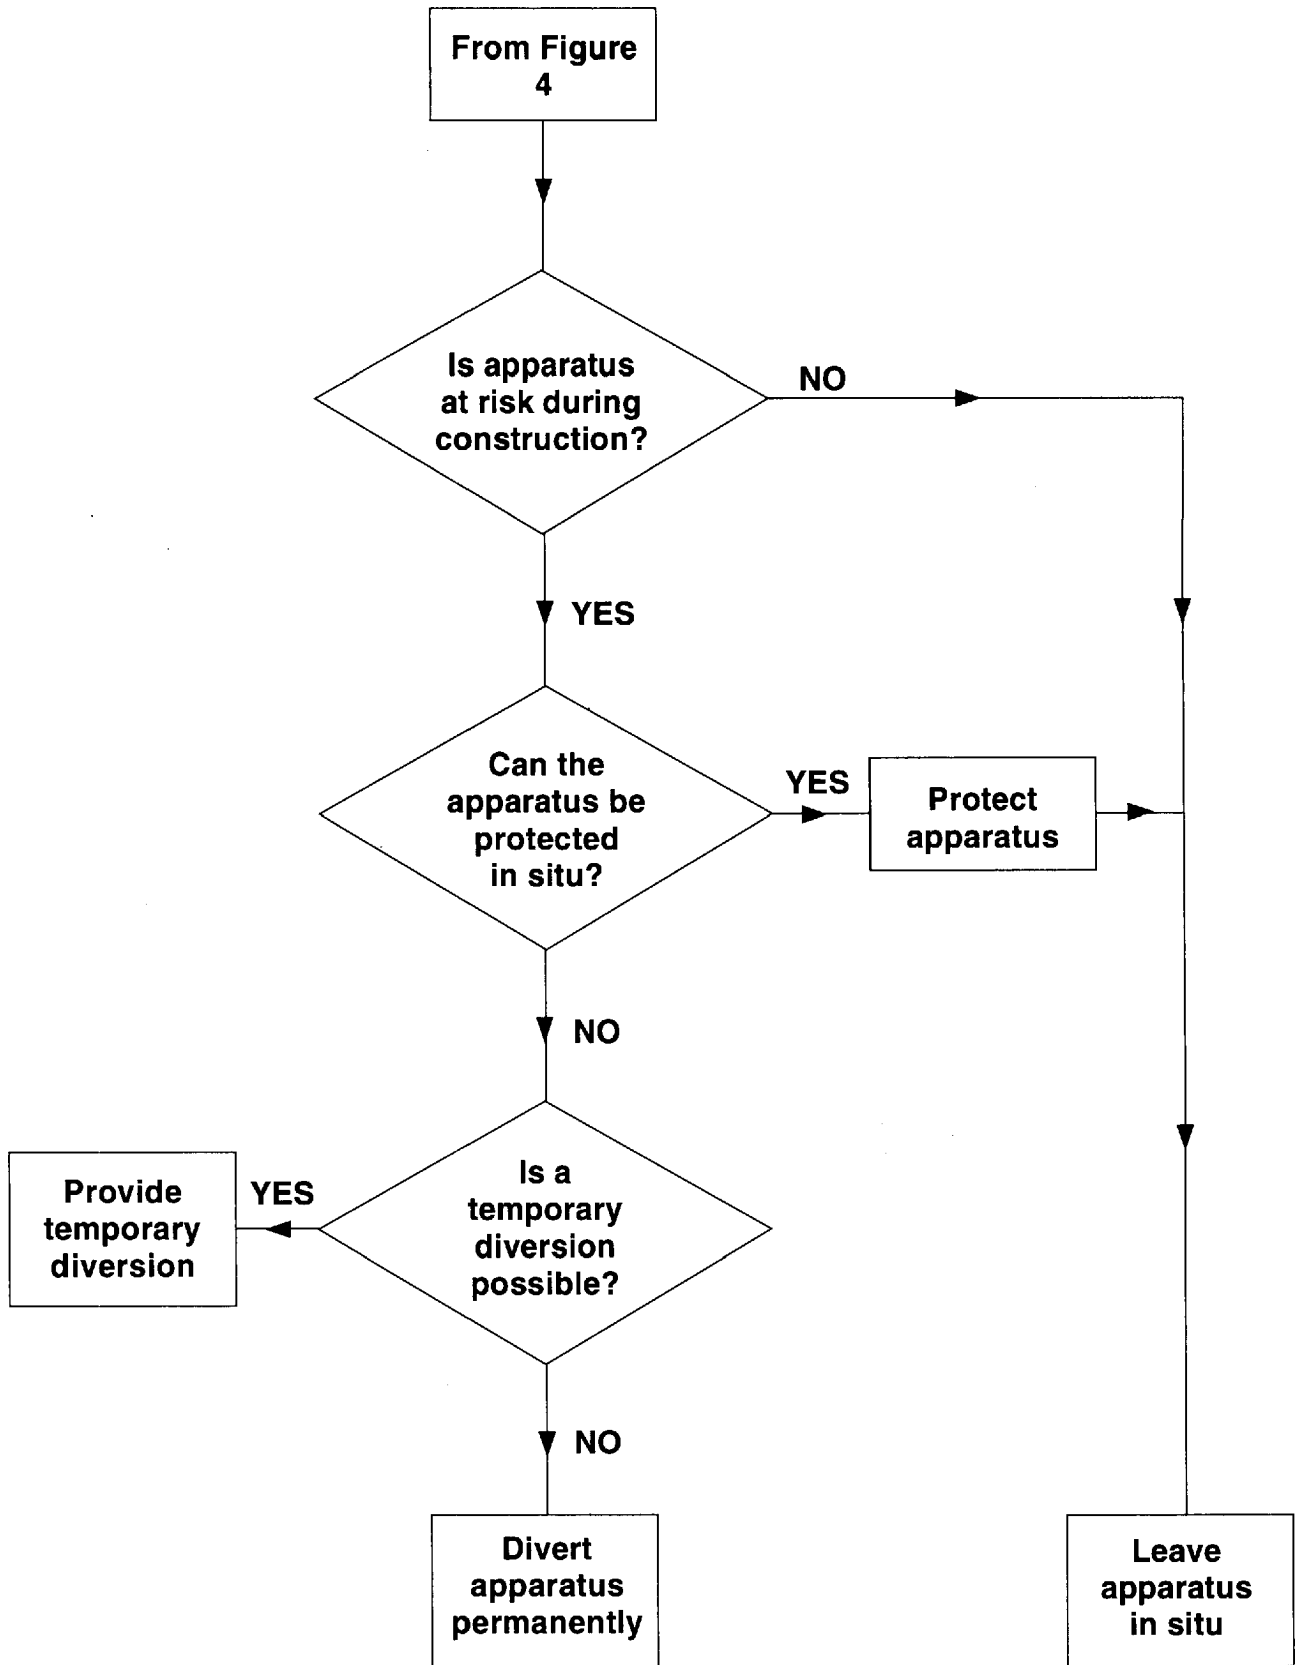 From Figure
4
Is apparatus
at risk during
construction?
NO
YES
Can the
apparatus be
protected
in situ?
YES
Protect
apparatus
NO
Is a
temporary
diversion
possible?
YES
Provide
temporary
diversion
NO
Divert
apparatus
permanently
Leave
apparatus
in situ